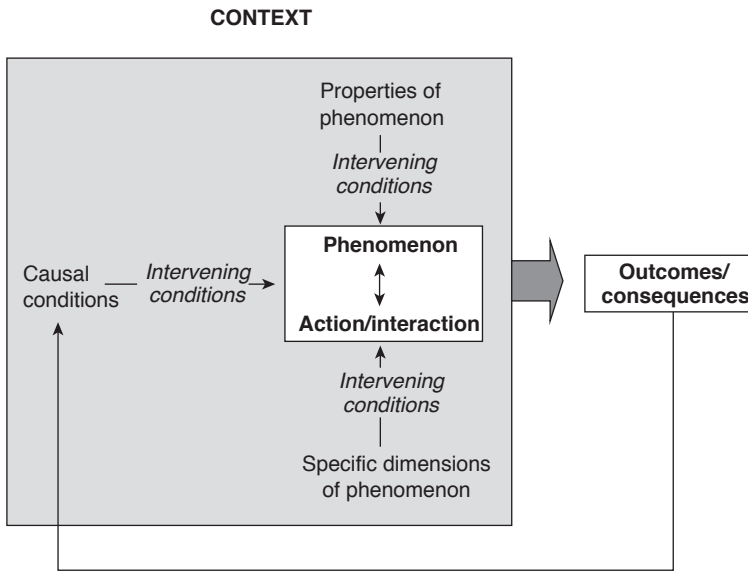 CONTEXT
Properties of
phenomenon
Intervening
conditions
Phenomenon
Causal
conditions
Intervening
conditions
Action/interaction
Outcomes/
consequences
Intervening
conditions
Specific dimensions
of phenomenon